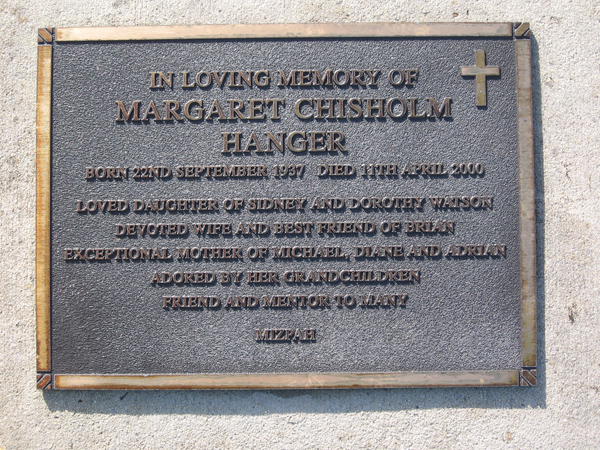 IN LOVING MEMORY OF
MARGARET CHISHOLM
HANGER
BORN 22ND SEPTEMBER 1937 DIED 11TH APRIL 2000
LOVED DAUGHTER OF SIDNEY AND DOROTHY WATSON
DEVOTED WIFE AND BEST FRIEND OF BRIAN
EXCEPTIONAL MOTHER OF MICHAEL, DIANE AND ADRIAN
ADORED BY HER GRANDCHILDREN
FRIEND AND MENTOR TO MANY
MIZPAH